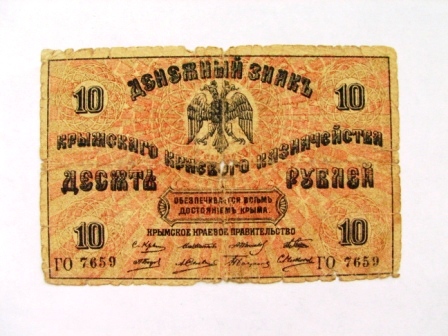 ДЕНЕЖНЫЙ ЗНАКЪ
10 10
КРЫМСКАГО КРАЕВОГО КАЗНАЧЕЙСТВА
ДЕСЯТЬ РУБЛЕЙ
ОБЕЗПЕЧИВАЕТСЯ ВСѢМЪ
ДОСТОЯНІЕМЪ КРЫМА.
КРЫМСКОЕ КРАЕВОЕ ПРАВИТЕЛЬСТВО
10 10
ГО 7659 ГО 7659